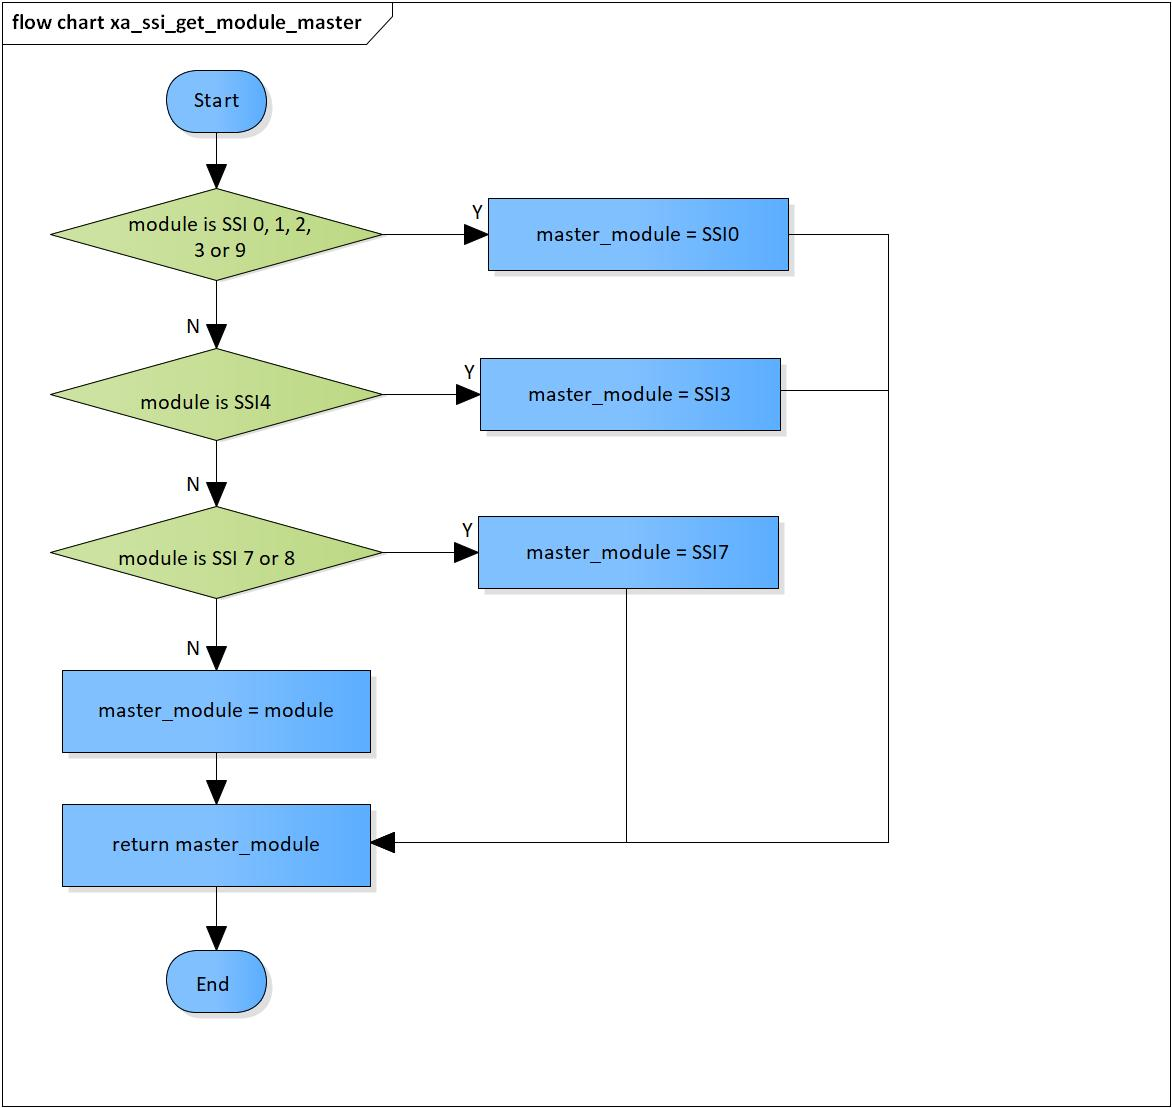 flow chart xa_ssi_get_module_master
Start
module is SSI 0, 1, 2,
3 or 9
Y
master_module = SSI0
N
module is SSI4
Y
master_module = SSI3
N
module is SSI 7 or 8
Y
master_module = SSI7
N
master_module = module
return master_module
End